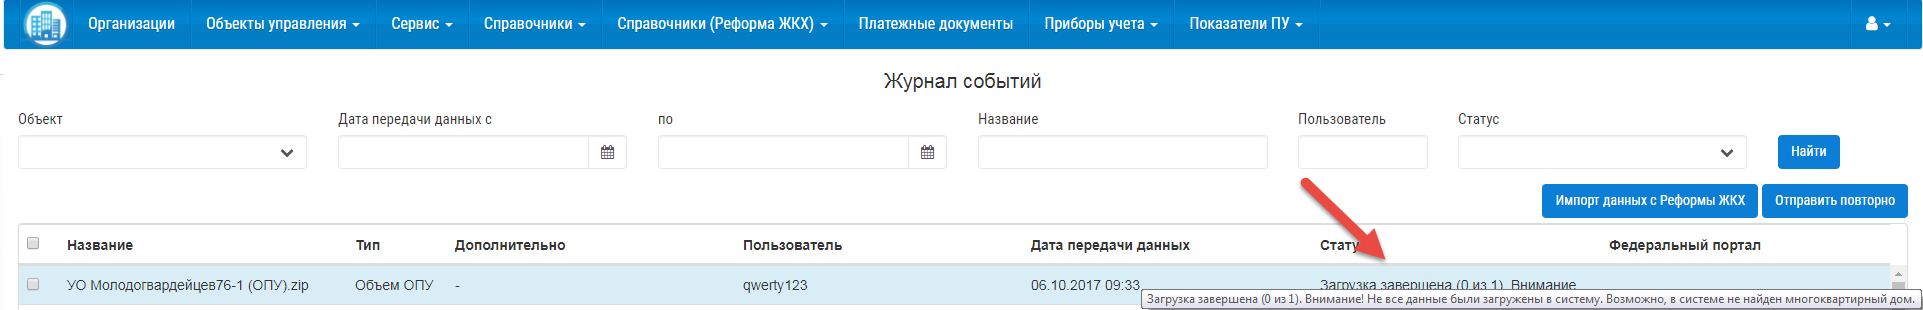 Организации Объекты управления Сервис Справочники Справочники (Реформа ЖКХ) Платежные документы Приборы учета Показатели ПУ
Журнал событий
Объект Дата передачи данных с по Название Пользователь Статус
Найти
Импорт данных с Реформы ЖКХ Отправить повторно
Название Тип Дополнительно Пользователь Дата передачи данных Федеральный портал
УО Молодогвардейцев76-1 (ОПУ).zip Объем ОПУ - qwerty123 06.10.2017 09:33 Загрузка завершена (0 из 1). Внимание
Загрузка завершена (0 из 1). Внимание! Не все данные были загружены в систему. Возможно, в системе не найден многоквартирный дом.